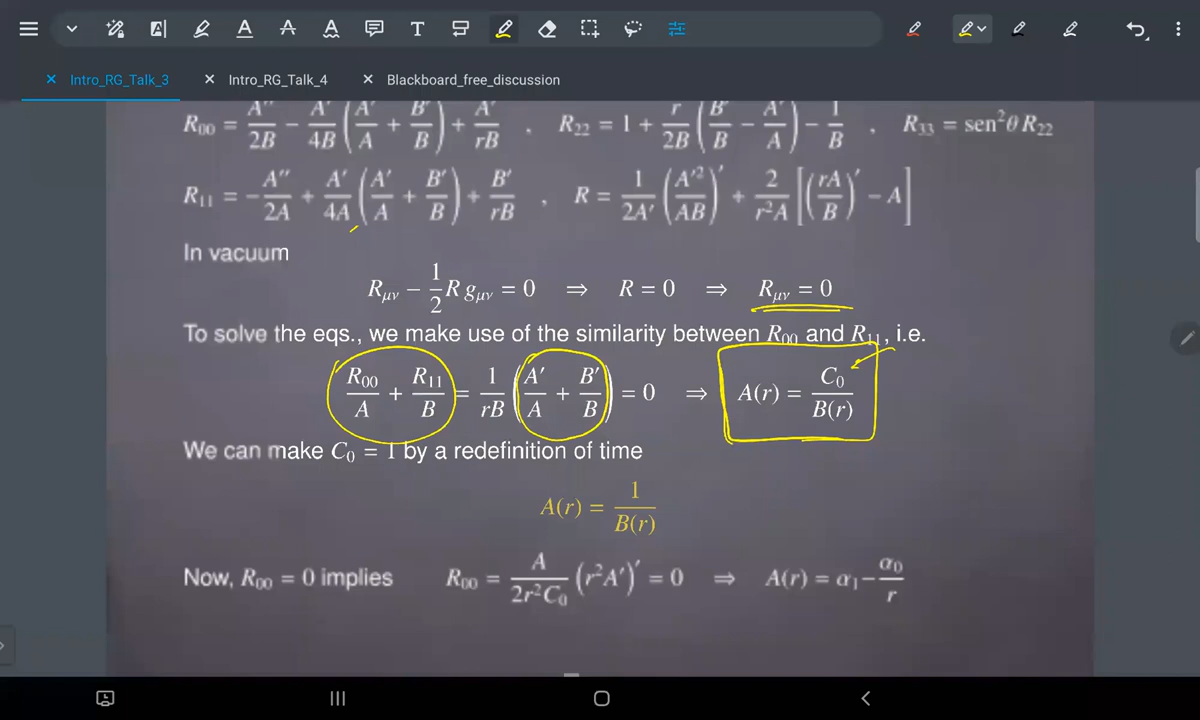 Intro_RG_Talk_3 Intro_RG_Talk_4 Blackboard_free_discussion
R₀₀ = A''/2B − A'/4B (A'/A + B'/B) + A'/rB , R₂₂ = 1 + r/2B (B'/B − A'/A) − 1/B , R₃₃ = sen²θ R₂₂
R₁₁ = −A''/2A + A'/4A (A'/A + B'/B) + B'/rB , R = 1/2A' (A'²/AB)' + 2/r²A [(rA/B)' − A]
In vacuum
Rμν − 1/2 R gμν = 0 ⇒ R = 0 ⇒ Rμν = 0
To solve the eqs., we make use of the similarity between R₀₀ and R₁₁, i.e.
R₀₀/A + R₁₁/B = 1/rB (A'/A + B'/B) = 0 ⇒ A(r) = C₀/B(r)
We can make C₀ = 1 by a redefinition of time
A(r) = 1/B(r)
Now, R₀₀ = 0 implies R₀₀ = A/2r²C₀ (r²A')' = 0 ⇒ A(r) = α₁ − α₀/r